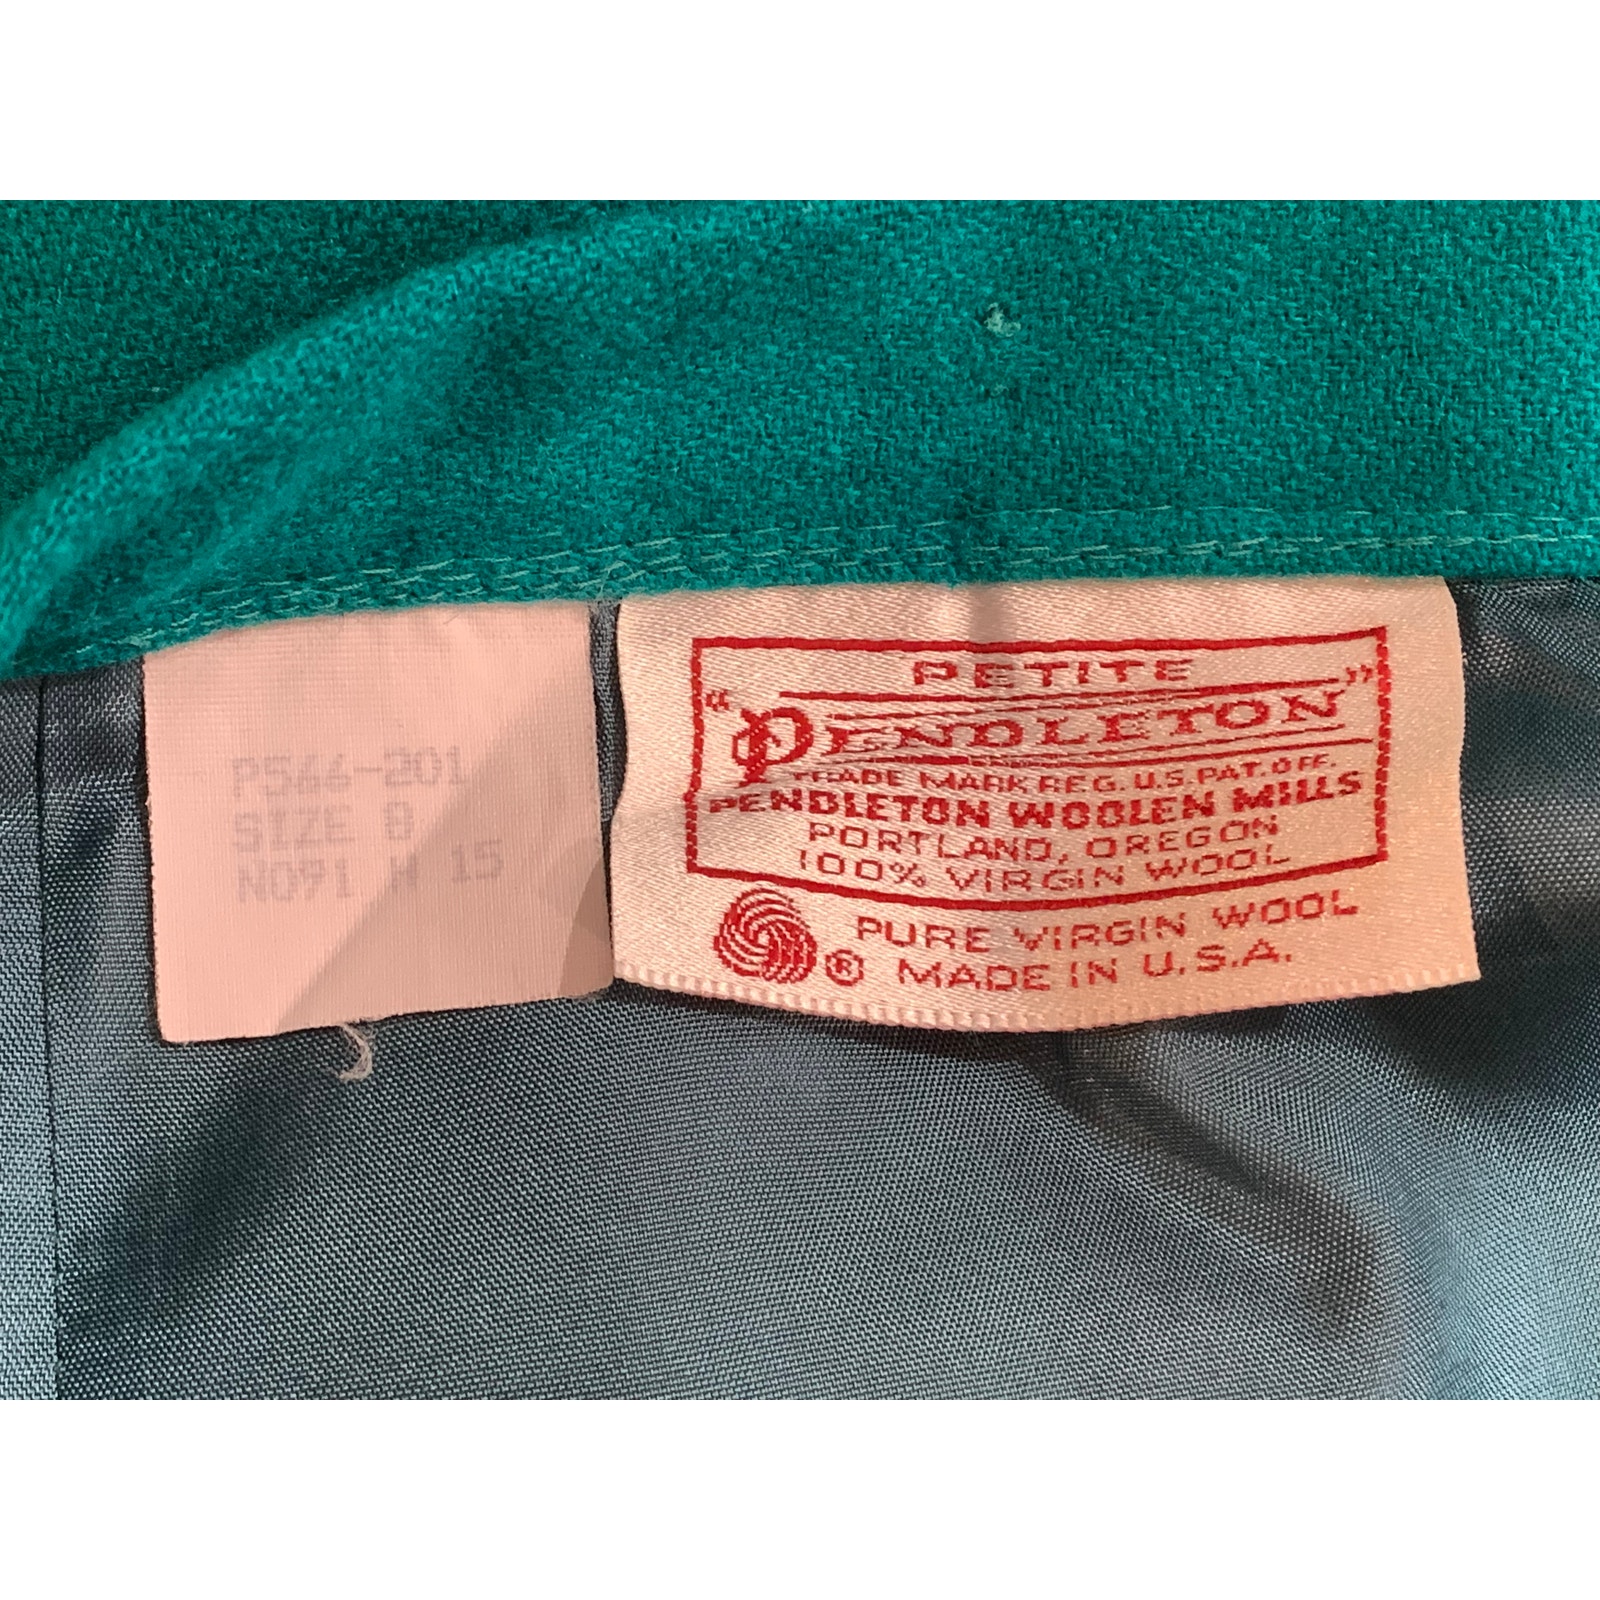 P566-201
SIZE 8
N091 W 15
PETITE
"PENDLETON"
TRADE MARK REG. U.S. PAT. OFF.
PENDLETON WOOLEN MILLS
PORTLAND, OREGON
100% VIRGIN WOOL
® PURE VIRGIN WOOL
MADE IN U.S.A.